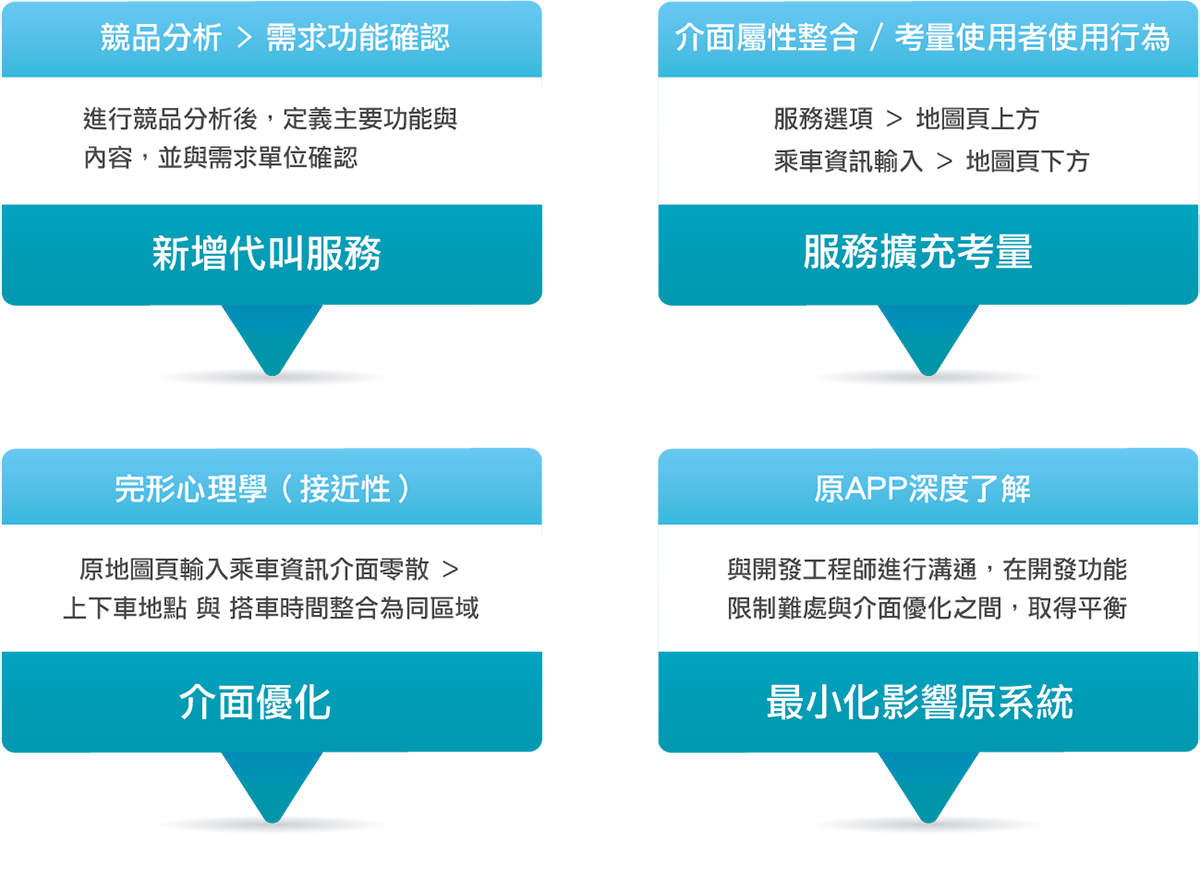 競品分析 > 需求功能確認
進行競品分析後，定義主要功能與
內容，並與需求單位確認
新增代叫服務
介面屬性整合 / 考量使用者使用行為
服務選項 > 地圖頁上方
乘車資訊輸入 > 地圖頁下方
服務擴充考量
完形心理學（接近性）
原地圖頁輸入乘車資訊介面零散 >
上下車地點 與 搭車時間整合為同區域
介面優化
原APP深度了解
與開發工程師進行溝通，在開發功能
限制難處與介面優化之間，取得平衡
最小化影響原系統